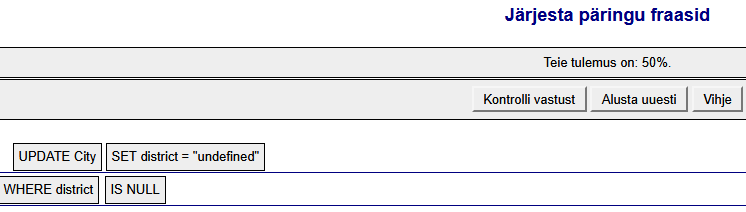 Järjesta päringu fraasid
Teie tulemus on: 50%.
Kontrolli vastust Alusta uuesti Vihje
UPDATE City SET district = "undefined"
WHERE district IS NULL